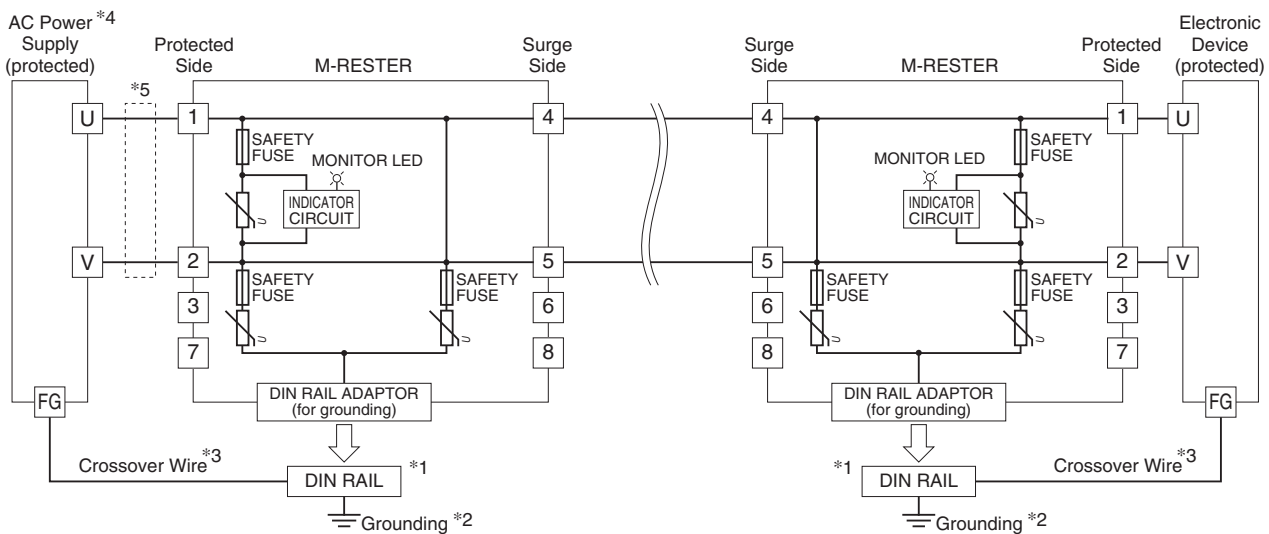 AC Power *4
Supply
(protected)
Protected
Side
M-RESTER
Surge
Side
Surge
Side
M-RESTER
Protected
Side
Electronic
Device
(protected)
*5
U
1
4
4
1
U
SAFETY
FUSE
MONITOR LED
INDICATOR
CIRCUIT
MONITOR LED
INDICATOR
CIRCUIT
SAFETY
FUSE
V
2
5
5
2
V
SAFETY
FUSE
SAFETY
FUSE
SAFETY
FUSE
SAFETY
FUSE
3
6
6
3
7
8
8
7
FG
DIN RAIL ADAPTOR
(for grounding)
DIN RAIL ADAPTOR
(for grounding)
FG
Crossover Wire*3
DIN RAIL
*1
*1
DIN RAIL
Crossover Wire*3
Grounding *2
Grounding *2